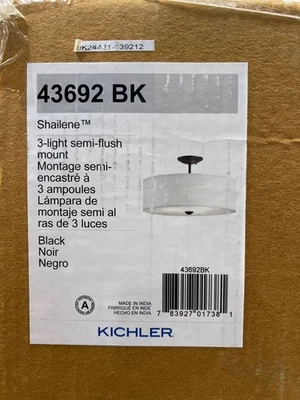 43692 BK
Shailene™
3-light semi-flush
mount
Montage semi-
encastré à
3 ampoules
Lámpara de
montaje semi al
ras de 3 luces
Black
Noir
Negro
43692BK
A
MADE IN INDIA
FABRIQUÉ EN INDE
HECHO EN INDIA
7 83927 01738 1
KICHLER